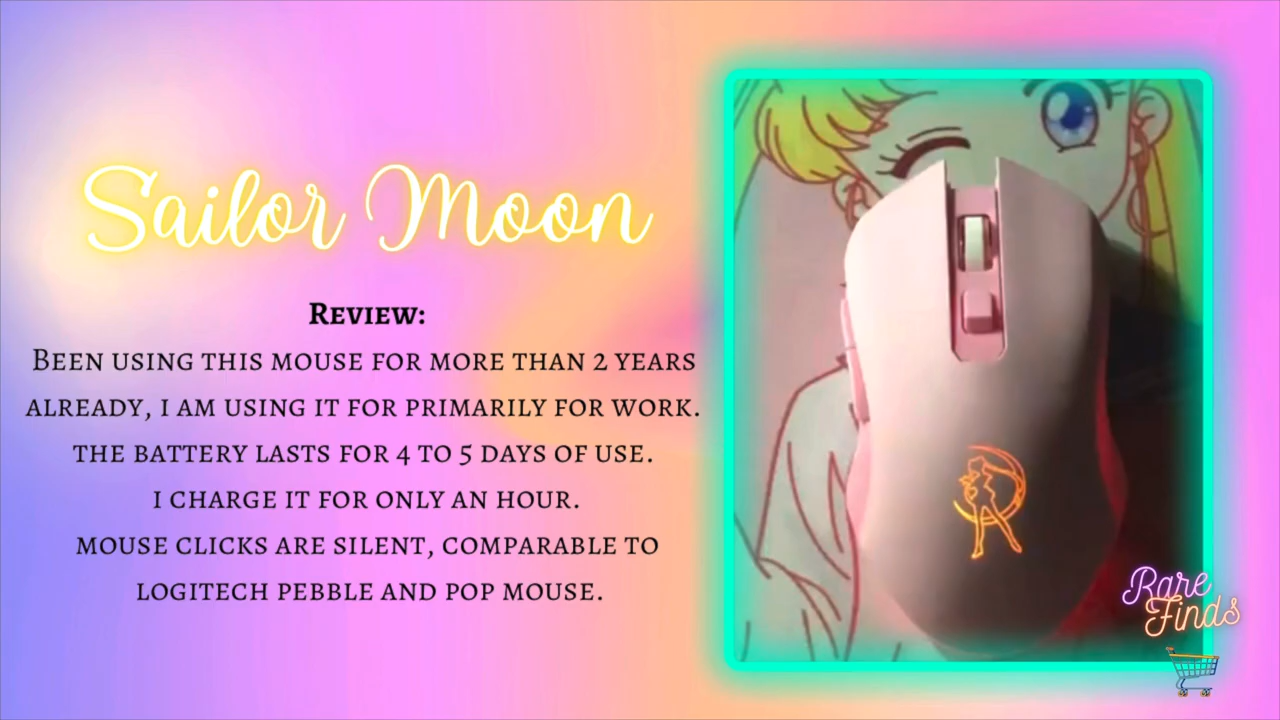 Sailor Moon
Review:
Been using this mouse for more than 2 years
already, i am using it for primarily for work.
the battery lasts for 4 to 5 days of use.
i charge it for only an hour.
mouse clicks are silent, comparable to
logitech pebble and pop mouse.
Rare
Finds